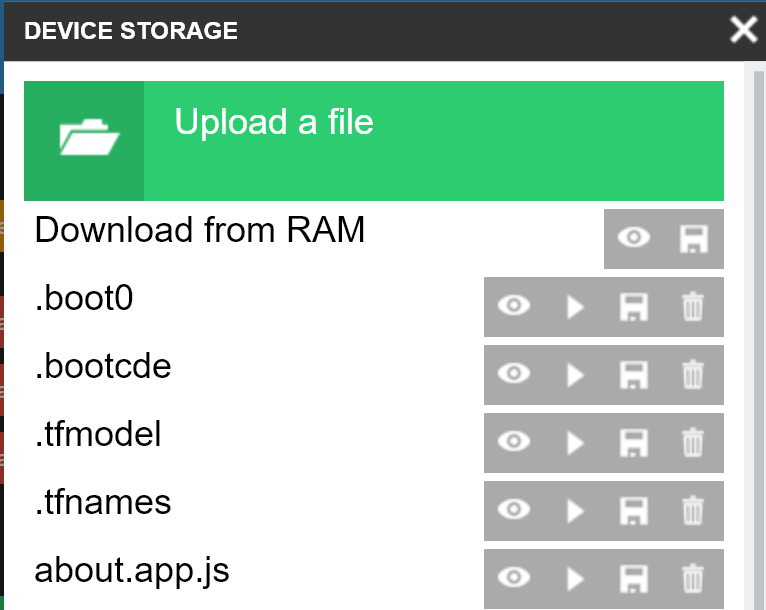 DEVICE STORAGE
Upload a file
Download from RAM
.boot0
.bootcde
.tfmodel
.tfnames
about.app.js